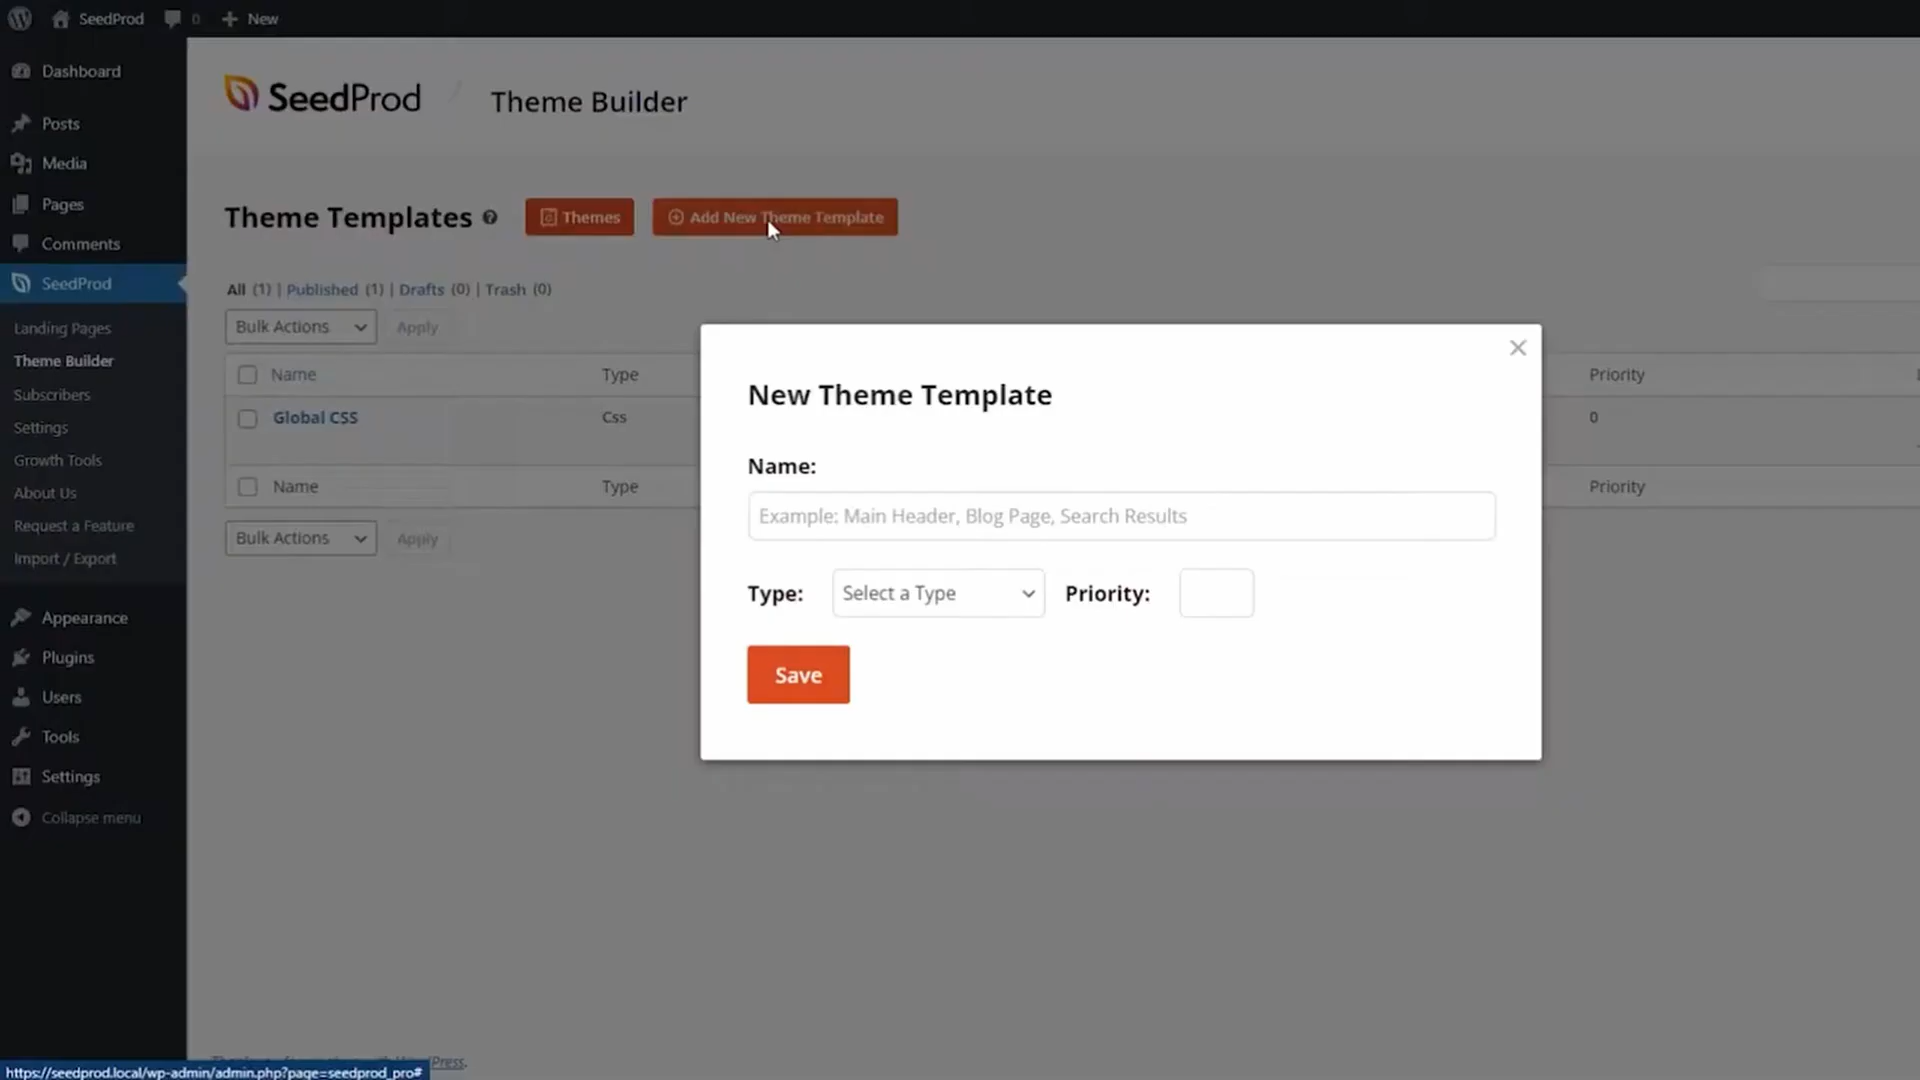 SeedProd 0 New
Dashboard
Posts
Media
Pages
Comments
SeedProd
Landing Pages
Theme Builder
Subscribers
Settings
Growth Tools
About Us
Request a Feature
Import / Export
Appearance
Plugins
Users
Tools
Settings
Collapse menu
SeedProd / Theme Builder
Theme Templates Themes Add New Theme Template
All (1) | Published (1) | Drafts (0) | Trash (0)
Bulk Actions Apply
Name Type Priority
Global CSS Css 0
Name Type Priority
Bulk Actions Apply
New Theme Template
Name:
Example: Main Header, Blog Page, Search Results
Type: Select a Type Priority:
Save
https://seedprod.local/wp-admin/admin.php?page=seedprod_pro#